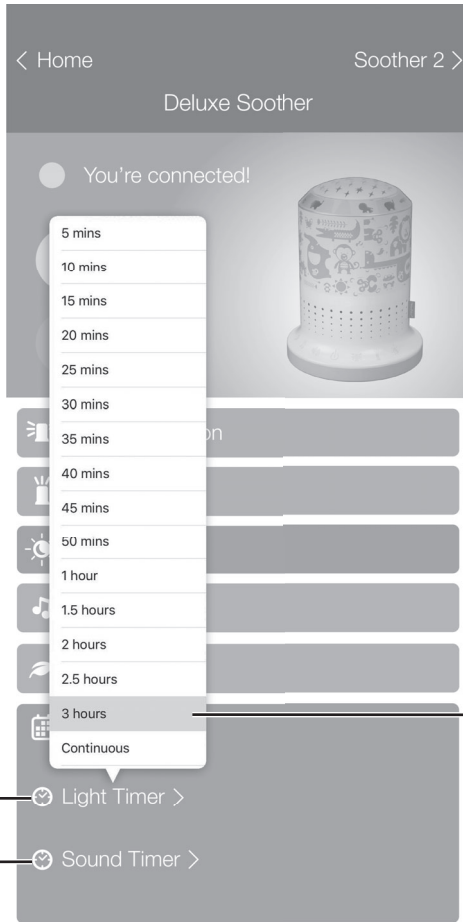 Home
Soother 2
Deluxe Soother
You're connected!
5 mins
10 mins
15 mins
20 mins
25 mins
30 mins
35 mins
40 mins
45 mins
50 mins
1 hour
1.5 hours
2 hours
2.5 hours
3 hours
Continuous
Light Timer
Sound Timer